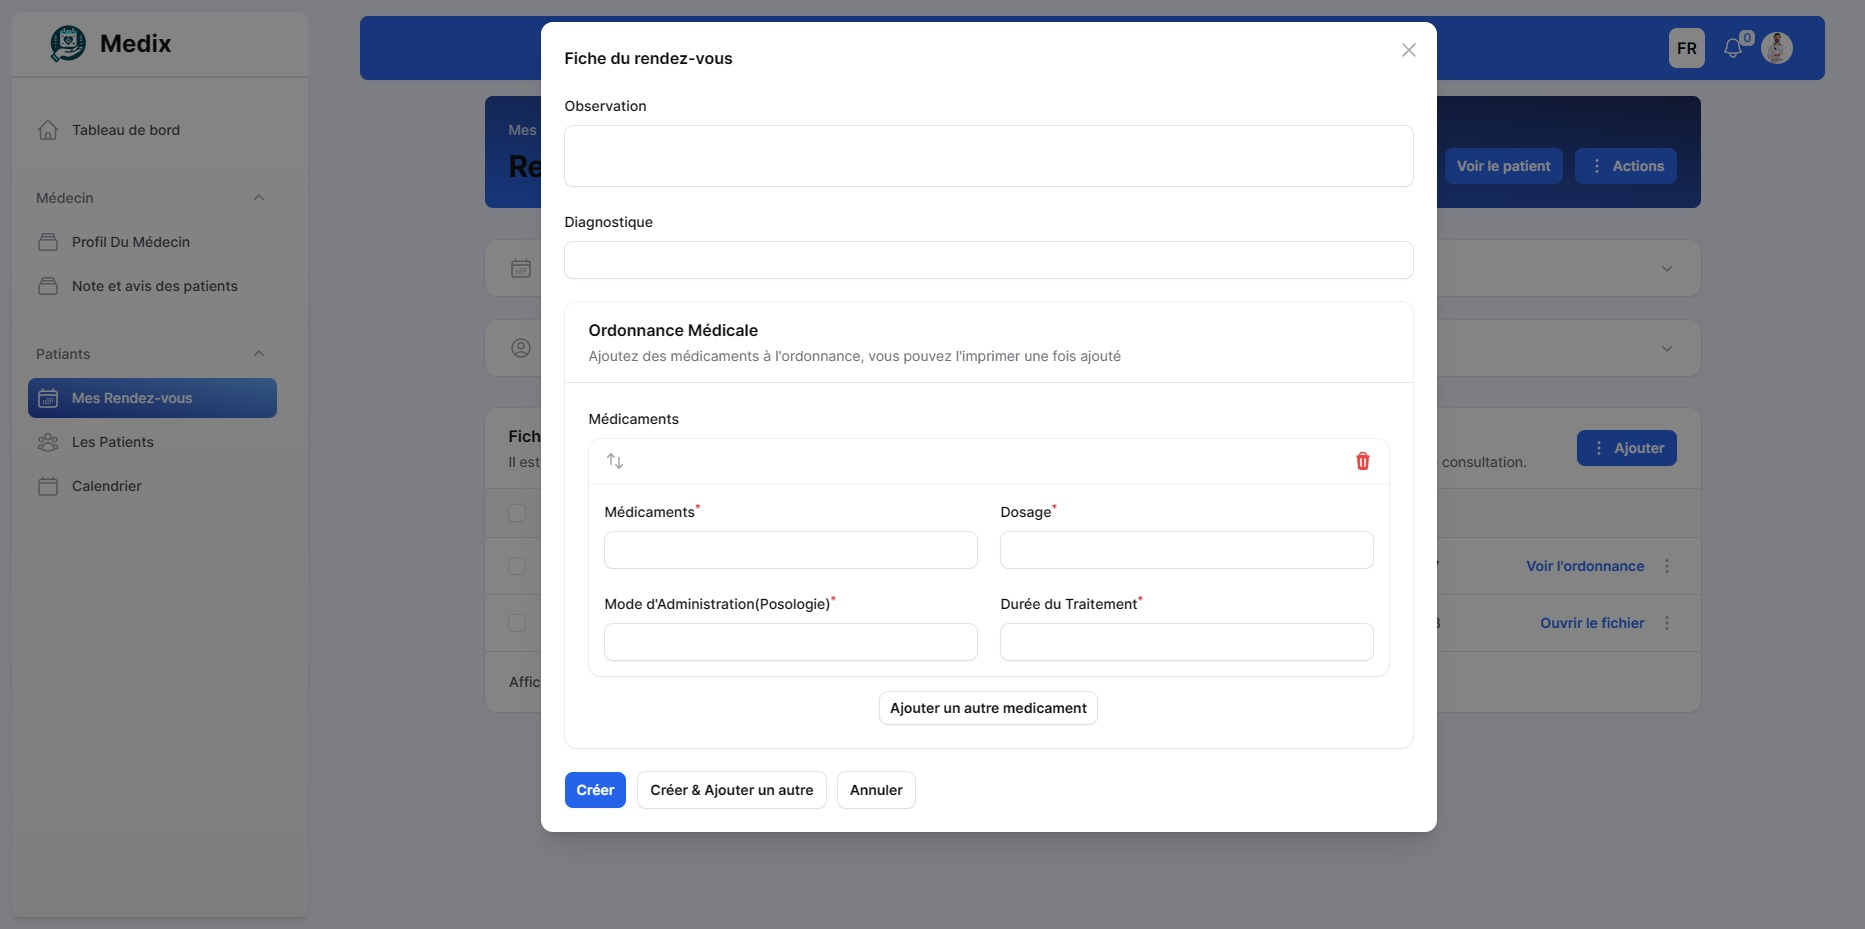 Medix
Tableau de bord
Médecin
Profil Du Médecin
Note et avis des patients
Patiants
Mes Rendez-vous
Les Patients
Calendrier
FR
0
Mes
Re
Voir le patient
Actions
Fich
Il est
consultation.
Ajouter
Voir l'ordonnance
Ouvrir le fichier
Affic
Fiche du rendez-vous
Observation
Diagnostique
Ordonnance Médicale
Ajoutez des médicaments à l'ordonnance, vous pouvez l'imprimer une fois ajouté
Médicaments
Médicaments*
Dosage*
Mode d'Administration(Posologie)*
Durée du Traitement*
Ajouter un autre medicament
Créer
Créer & Ajouter un autre
Annuler